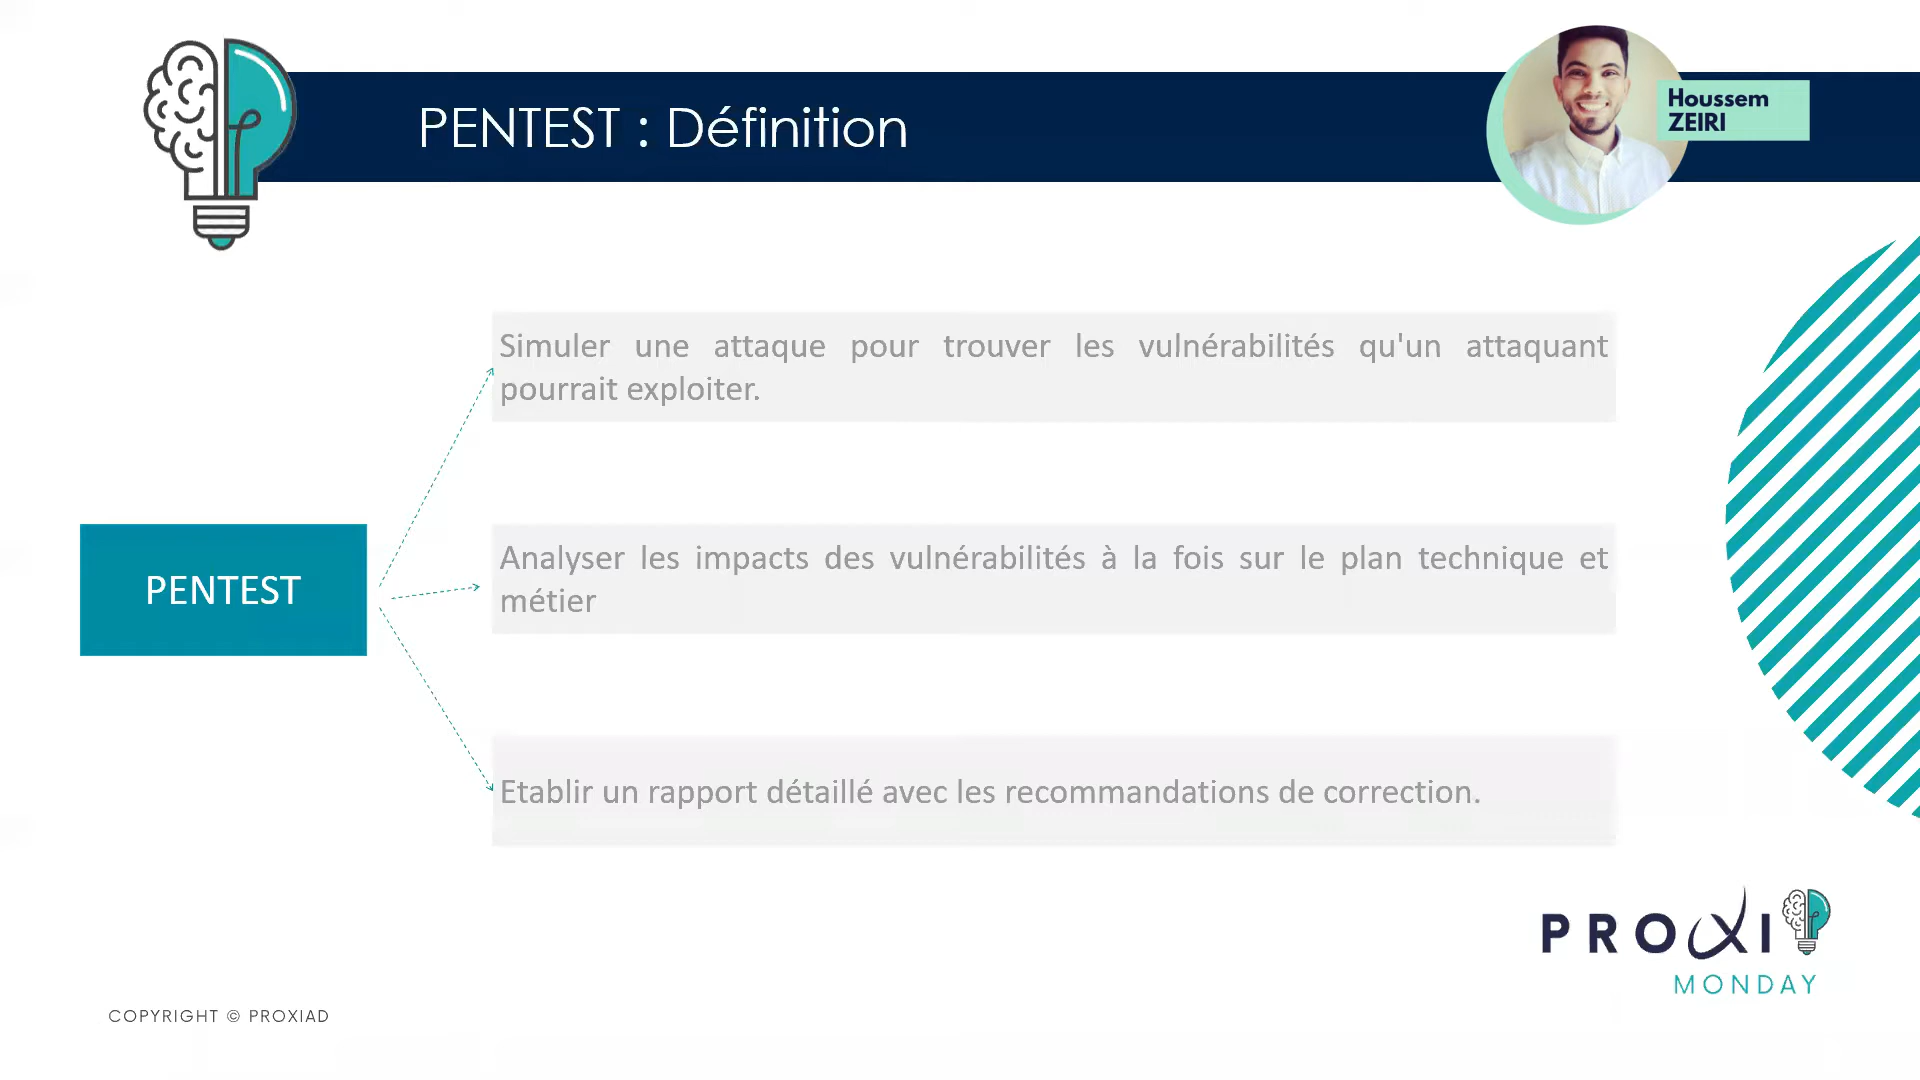 PENTEST : Définition
Houssem
ZEIRI
Simuler une attaque pour trouver les vulnérabilités qu'un attaquant
pourrait exploiter.
PENTEST
Analyser les impacts des vulnérabilités à la fois sur le plan technique et
métier
Etablir un rapport détaillé avec les recommandations de correction.
PROXI
MONDAY
COPYRIGHT © PROXIAD